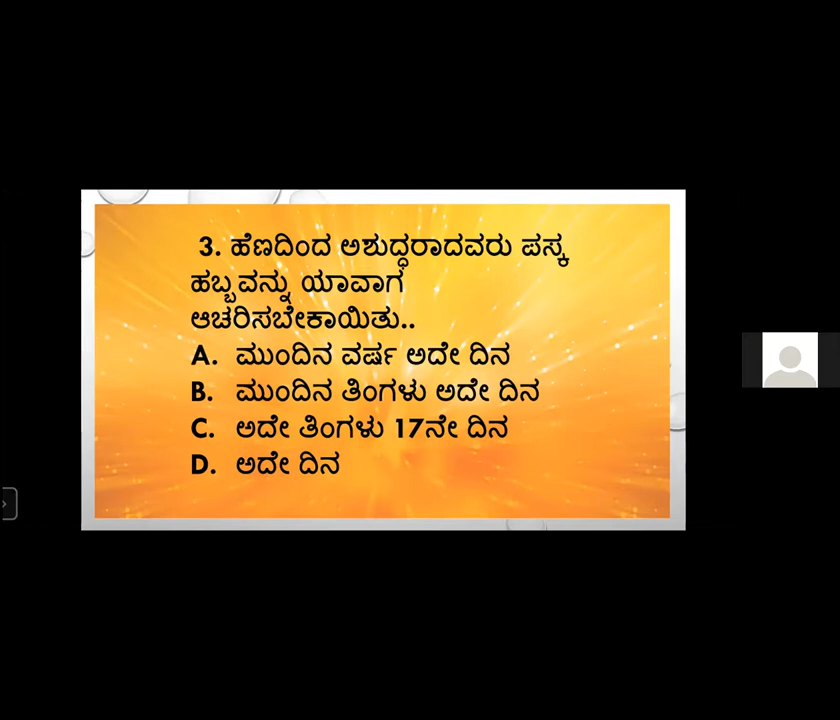 3. ಹೆಣದಿಂದ ಅಶುದ್ಧರಾದವರು ಪಸ್ಕ
ಹಬ್ಬವನ್ನು ಯಾವಾಗ
ಆಚರಿಸಬೇಕಾಯಿತು..
A. ಮುಂದಿನ ವರ್ಷ ಅದೇ ದಿನ
B. ಮುಂದಿನ ತಿಂಗಳು ಅದೇ ದಿನ
C. ಅದೇ ತಿಂಗಳು 17ನೇ ದಿನ
D. ಅದೇ ದಿನ